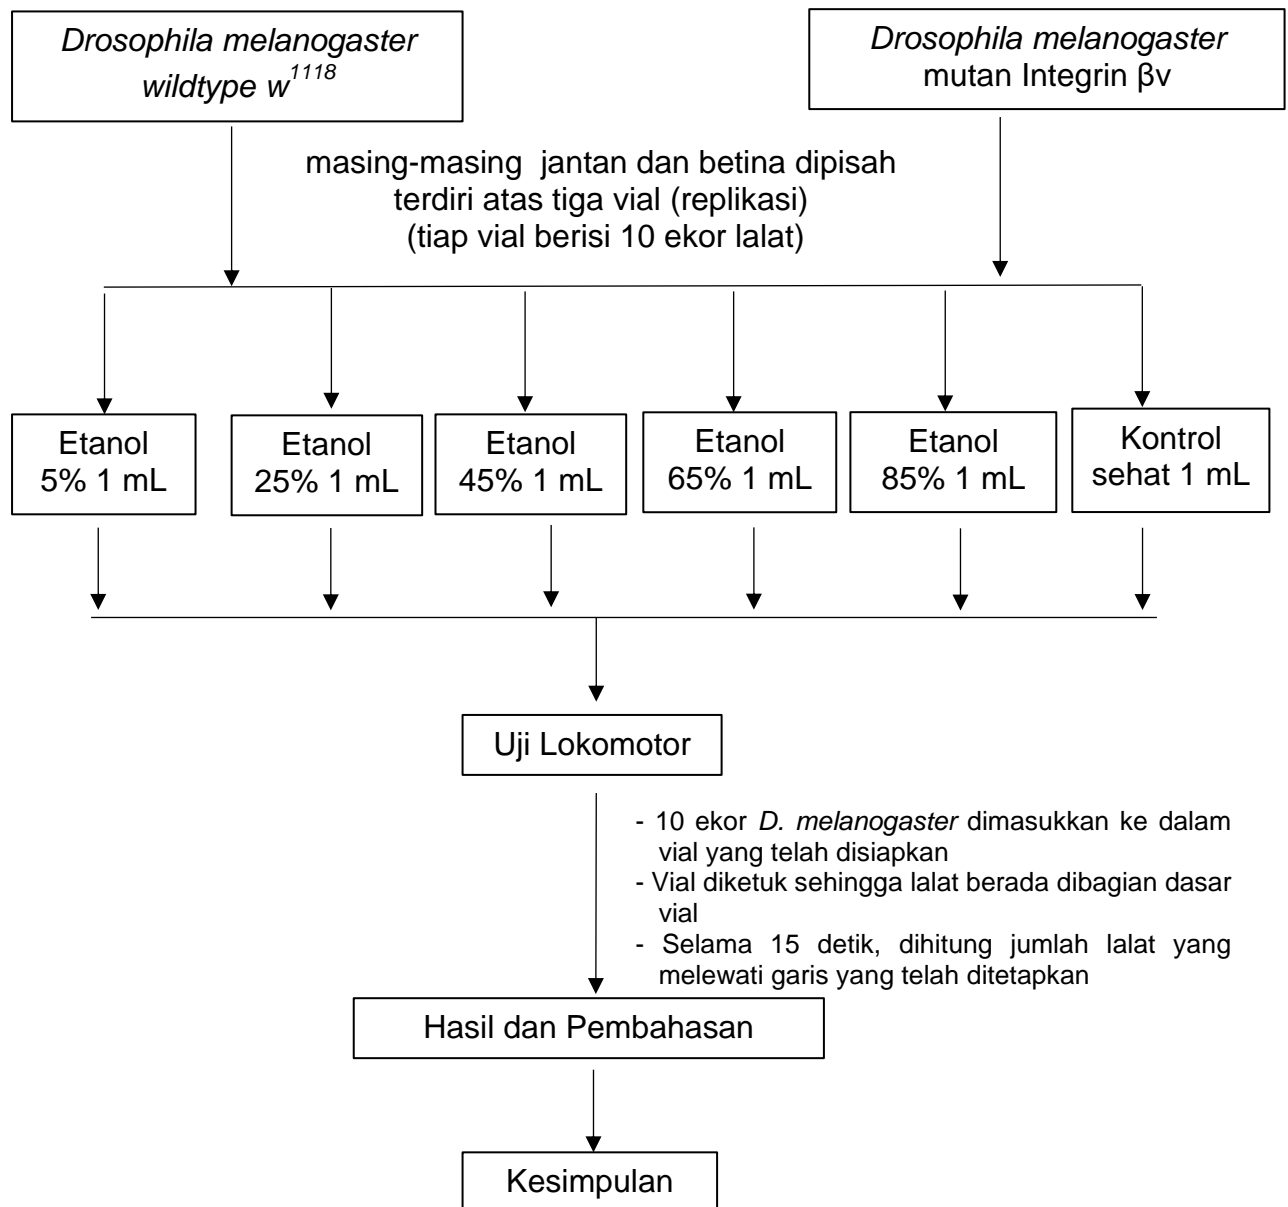 Drosophila melanogaster
wildtype w1118
Drosophila melanogaster
mutan Integrin βν
masing-masing jantan dan betina dipisah
terdiri atas tiga vial (replikasi)
(tiap vial berisi 10 ekor lalat)
Etanol
5% 1 mL
Etanol
25% 1 mL
Etanol
45% 1 mL
Etanol
65% 1 mL
Etanol
85% 1 mL
Kontrol
sehat 1 mL
Uji Lokomotor
- 10 ekor D. melanogaster dimasukkan ke dalam
vial yang telah disiapkan
- Vial diketuk sehingga lalat berada dibagian dasar
vial
- Selama 15 detik, dihitung jumlah lalat yang
melewati garis yang telah ditetapkan
Hasil dan Pembahasan
Kesimpulan